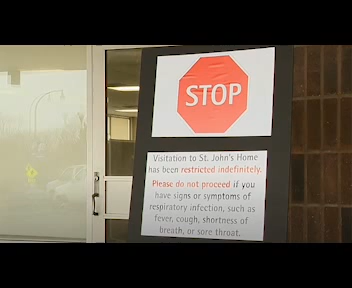 STOP
Visitation to St. John's Home
has been restricted indefinitely.
Please do not proceed if you
have signs or symptoms of
respiratory infection, such as
fever, cough, shortness of
breath, or sore throat.